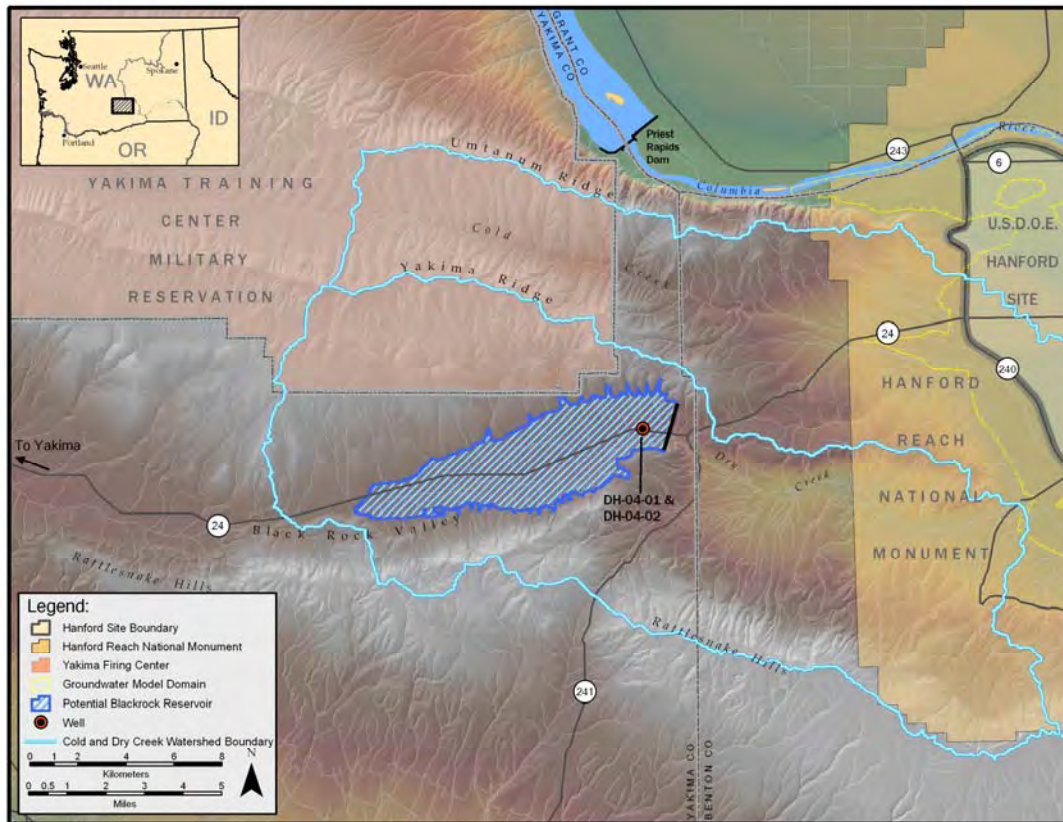 WA
Seattle
Spokane
ID
Portland
OR
GRANT CO
YAKIMA CO
Priest
Rapids
Dam
243
River
6
Columbia
Umtanum Ridge
YAKIMA TRAINING
CENTER
MILITARY
RESERVATION
Cold
Creek
Yakima Ridge
U.S.D.O.E.
HANFORD
SITE
24
240
HANFORD
REACH
NATIONAL
MONUMENT
To Yakima
Dry
Creek
DH-04-01 &
DH-04-02
24
Black Rock Valley
Rattlesnake Hills
Rattlesnake Hills
241
YAKIMA CO
BENTON CO
Legend:
Hanford Site Boundary
Hanford Reach National Monument
Yakima Firing Center
Groundwater Model Domain
Potential Blackrock Reservoir
Well
Cold and Dry Creek Watershed Boundary
0 1 2 4 6 8
Kilometers
N
0 0.5 1 2 3 4 5
Miles